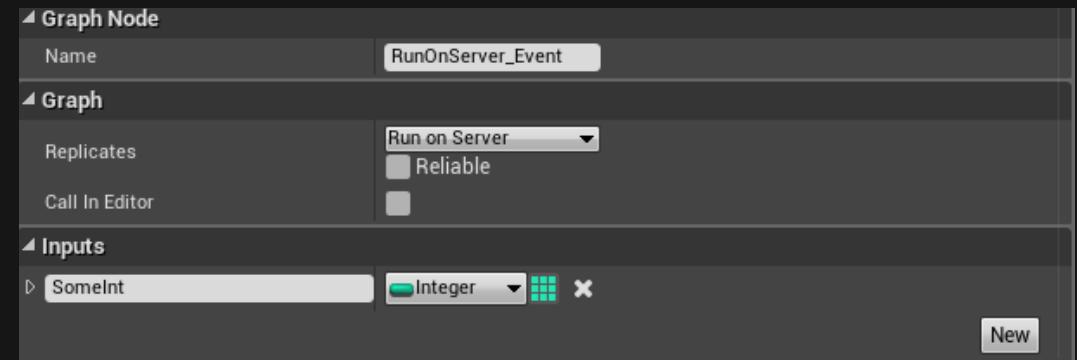 Graph Node
Name RunOnServer_Event
Graph
Replicates Run on Server
Reliable
Call In Editor
Inputs
SomeInt Integer
New